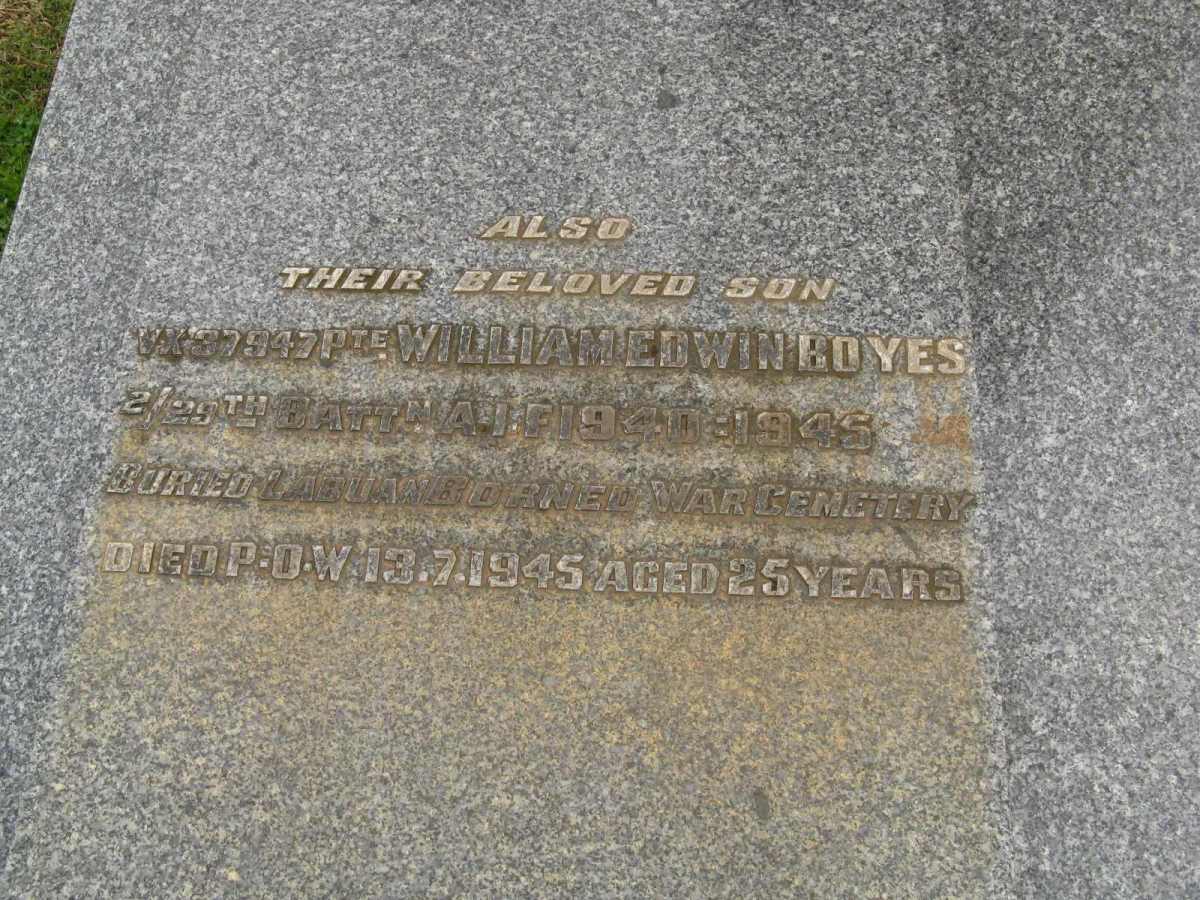 ALSO
THEIR BELOVED SON
VX37947 PTE WILLIAM EDWIN BOYES
2/29TH BATTN A.I.F 1940:1945
BURIED LABUAN BORNEO WAR CEMETERY
DIED P:O:W 13.7.1945 AGED 25 YEARS